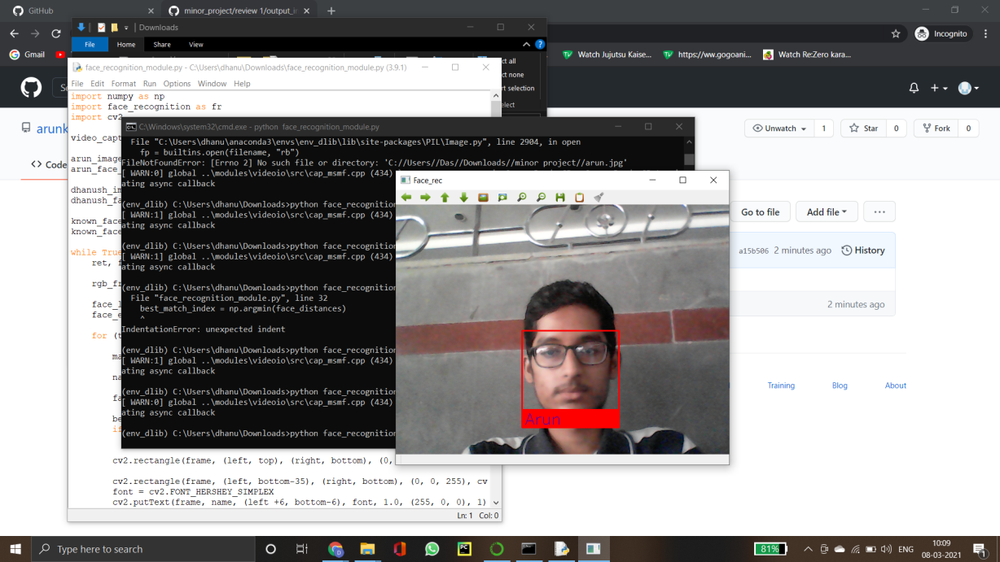 GitHub
minor_project/review 1/output_i
Incognito
Gmail
Watch Jujutsu Kaise...
https://ww.gogoani...
Watch Re:Zero kara...
Downloads
File Home Share View
face_recognition_module.py - C:\Users\dhanu\Downloads\face_recognition_module.py (3.9.1)
File Edit Format Run Options Window Help
import numpy as np
import face_recognition as fr
import cv2
video_capt
arun_image
arun_face_
dhanush_im
dhanush_fa
known_face
known_face
while True
ret, f
rgb_fr
face_l
face_e
for (t
ma
na
fa
be
if
cv2.rectangle(frame, (left, top), (right, bottom), (0,
cv2.rectangle(frame, (left, bottom-35), (right, bottom), (0, 0, 255), cv
font = cv2.FONT_HERSHEY_SIMPLEX
cv2.putText(frame, name, (left +6, bottom-6), font, 1.0, (255, 0, 0), 1)
Ln: 1 Col: 0
ct all
ct none
rt selection
elect
C:\Windows\system32\cmd.exe - python face_recognition_module.py
File "C:\Users\dhanu\anaconda3\envs\env_dlib\lib\site-packages\PIL\Image.py", line 2904, in open
fp = builtins.open(filename, "rb")
FileNotFoundError: [Errno 2] No such file or directory: 'C://Users//Das//Downloads//minor project//arun.jpg'
[ WARN:0] global ..\modules\videoio\src\cap_msmf.cpp (434)
ating async callback
(env_dlib) C:\Users\dhanu\Downloads>python face_recognition
[ WARN:1] global ..\modules\videoio\src\cap_msmf.cpp (434)
ating async callback
(env_dlib) C:\Users\dhanu\Downloads>python face_recognition
[ WARN:1] global ..\modules\videoio\src\cap_msmf.cpp (434)
ating async callback
(env_dlib) C:\Users\dhanu\Downloads>python face_recognition
File "face_recognition_module.py", line 32
best_match_index = np.argmin(face_distances)
^
IndentationError: unexpected indent
(env_dlib) C:\Users\dhanu\Downloads>python face_recognition
[ WARN:1] global ..\modules\videoio\src\cap_msmf.cpp (434)
ating async callback
(env_dlib) C:\Users\dhanu\Downloads>python face_recognition
[ WARN:0] global ..\modules\videoio\src\cap_msmf.cpp (434)
ating async callback
(env_dlib) C:\Users\dhanu\Downloads>python face_recognition
Face_rec
Arun
arunk
Code
Unwatch 1
Star 0
Fork 0
Go to file
Add file
a15b506 2 minutes ago History
2 minutes ago
Training Blog About
Type here to search
81%
ENG
10:09
08-03-2021
1